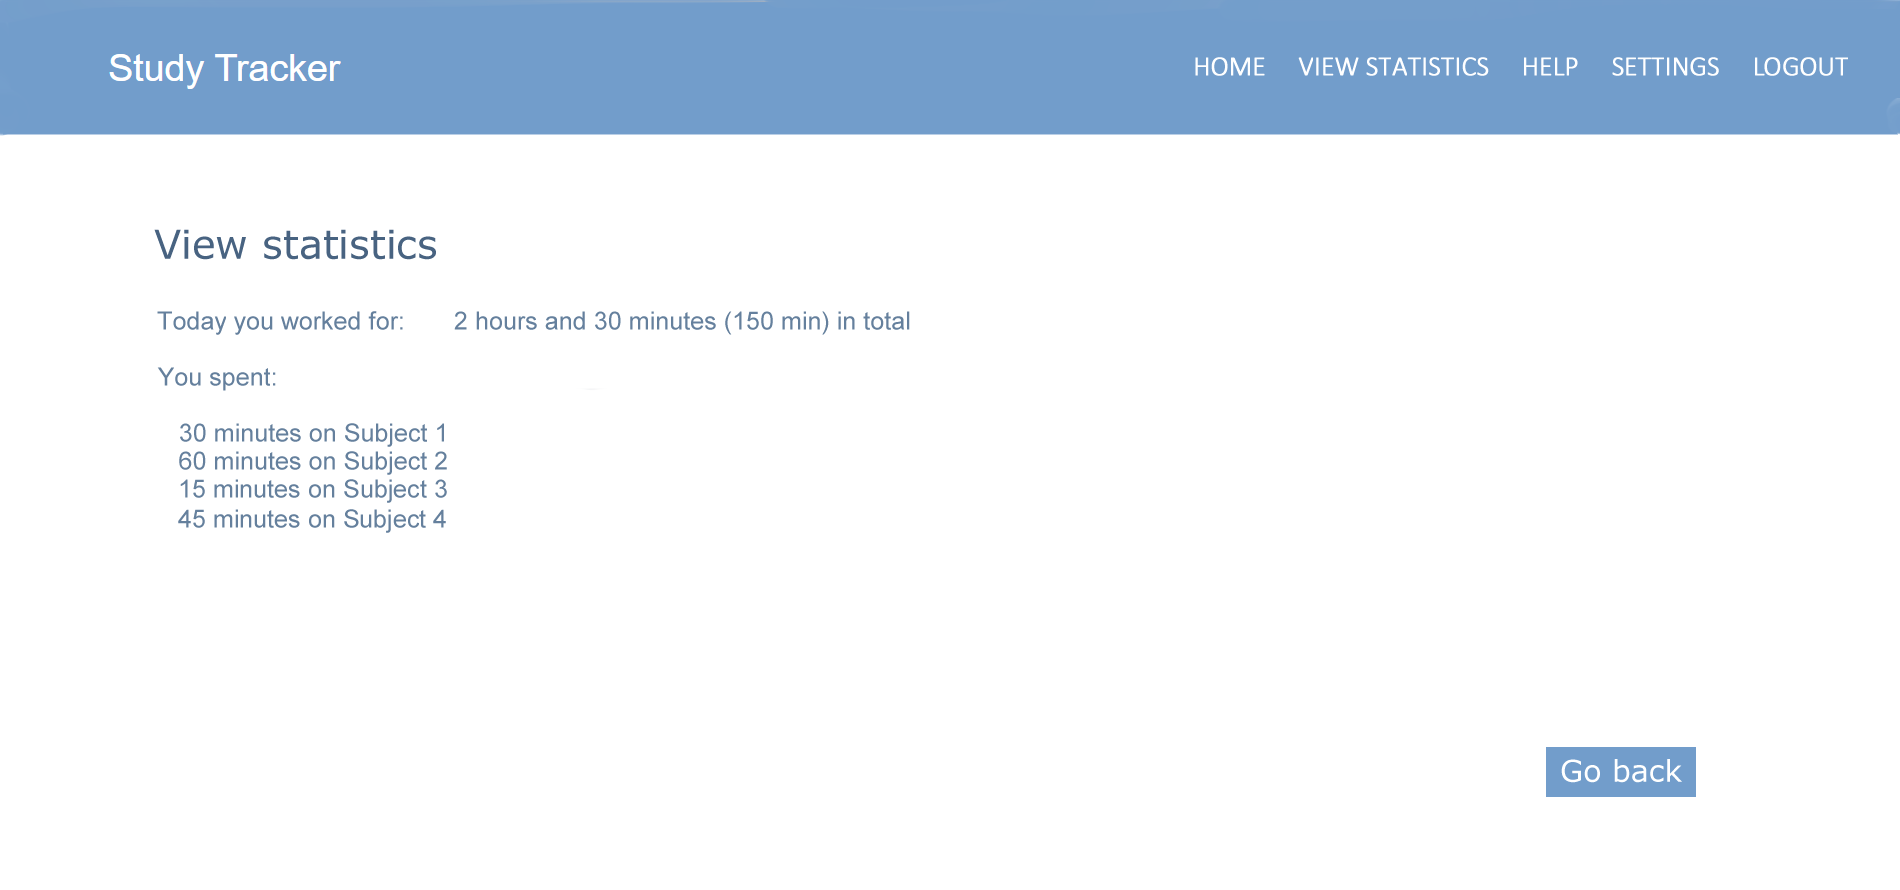 Study Tracker
HOME VIEW STATISTICS HELP SETTINGS LOGOUT
View statistics
Today you worked for: 2 hours and 30 minutes (150 min) in total
You spent:
30 minutes on Subject 1
60 minutes on Subject 2
15 minutes on Subject 3
45 minutes on Subject 4
Go back